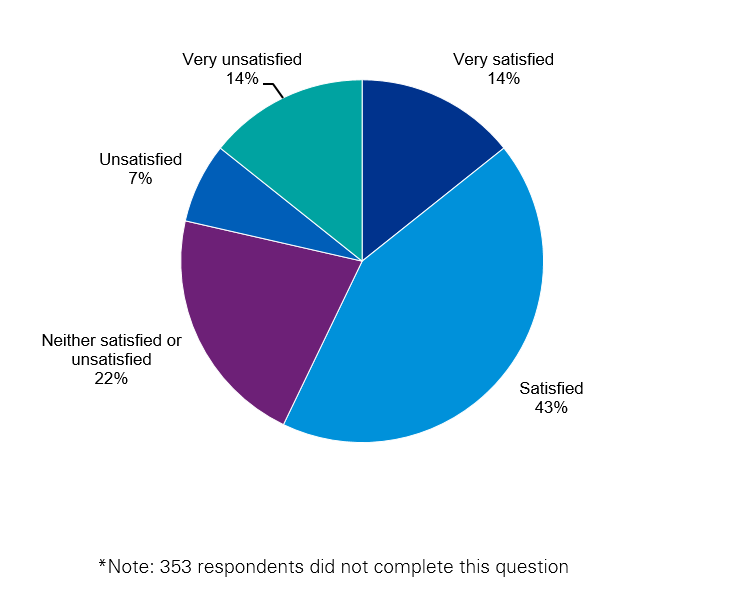 Very unsatisfied
14%
Very satisfied
14%
Unsatisfied
7%
Neither satisfied or
unsatisfied
22%
Satisfied
43%
*Note: 353 respondents did not complete this question